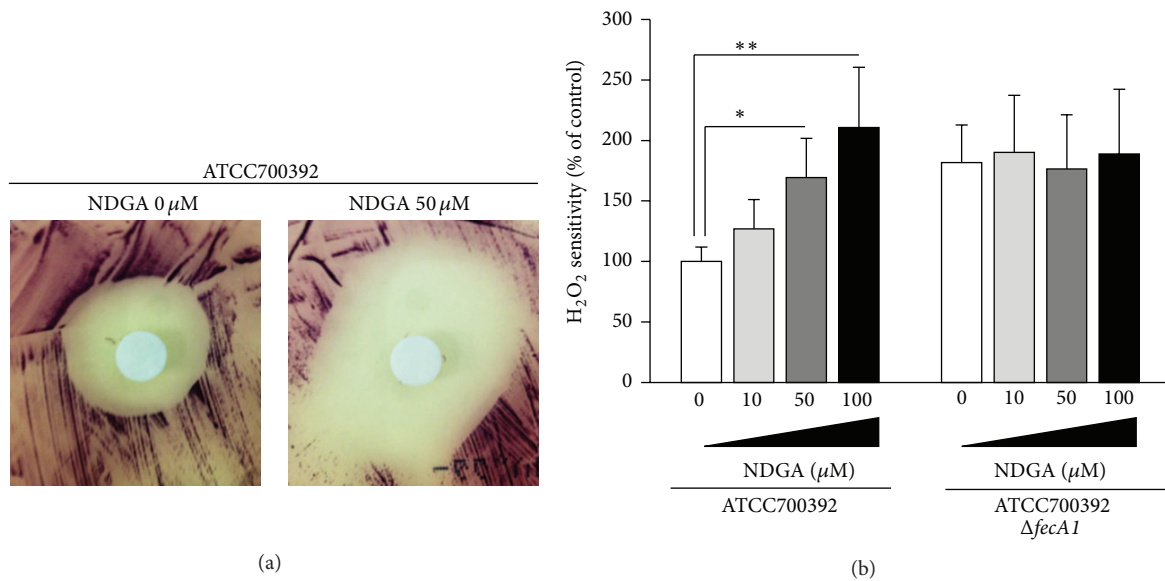 ATCC700392
NDGA 0 μM
NDGA 50 μM
(a)
H₂O₂ sensitivity (% of control)
300
250
200
150
100
50
0
**
*
0 10 50 100
0 10 50 100
NDGA (μM)
NDGA (μM)
ATCC700392
ATCC700392
ΔfecA1
(b)